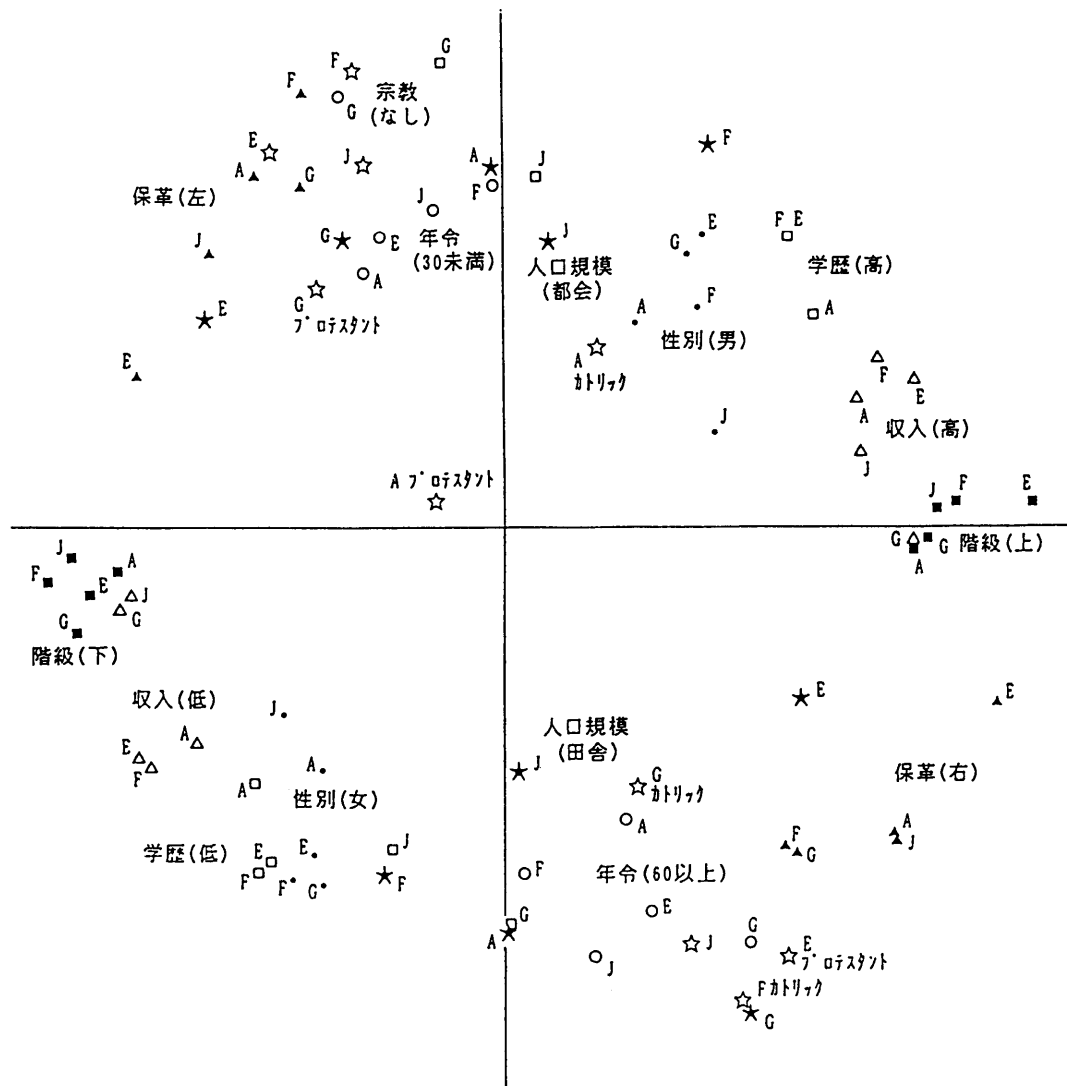 G
F
F
宗教
(なし)
G
F
E
A
J
A
G
J
保革(左)
F
J
E
F E
G
年令
(30未満)
E
G
J
学歴(高)
J
人口規模
(都会)
A
G
プロテスタント
E
A
F
性別(男)
A
A
カトリック
F
E
E
A
収入(高)
J
J
A プロテスタント
J
F
E
G
G
階級(上)
A
J
A
F
E
J
G
G
階級(下)
収入(低)
J
E
E
人口規模
(田舎)
A
E
F
J
A
G
カトリック
保革(右)
A
性別(女)
A
A
J
学歴(低)
E
E
J
F
G
F
F
G
F
F
年令(60以上)
E
G
A
G
J
E
プロテスタント
J
F カトリック
G